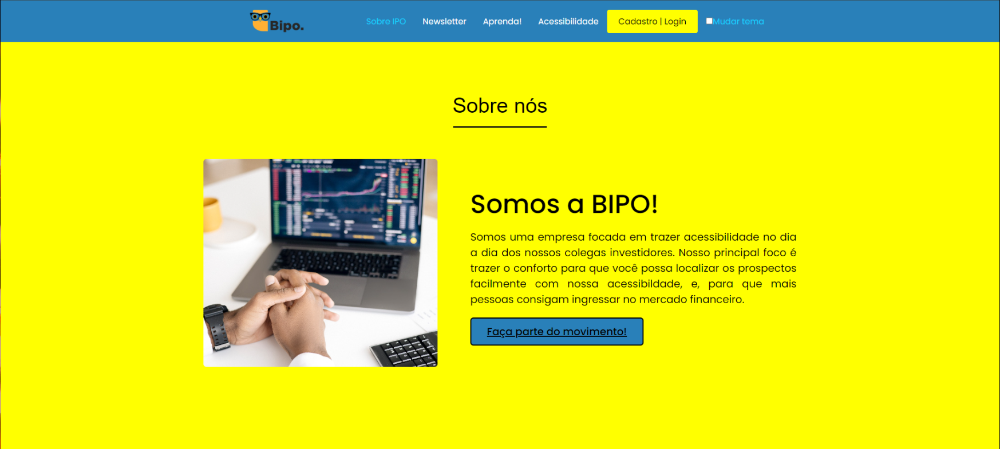 Bipo.
Sobre IPO
Newsletter
Aprenda!
Acessibilidade
Cadastro | Login
Mudar tema
Sobre nós
Somos a BIPO!
Somos uma empresa focada em trazer acessibilidade no dia
a dia dos nossos colegas investidores. Nosso principal foco é
trazer o conforto para que você possa localizar os prospectos
facilmente com nossa acessibildade, e, para que mais
pessoas consigam ingressar no mercado financeiro.
Faça parte do movimento!